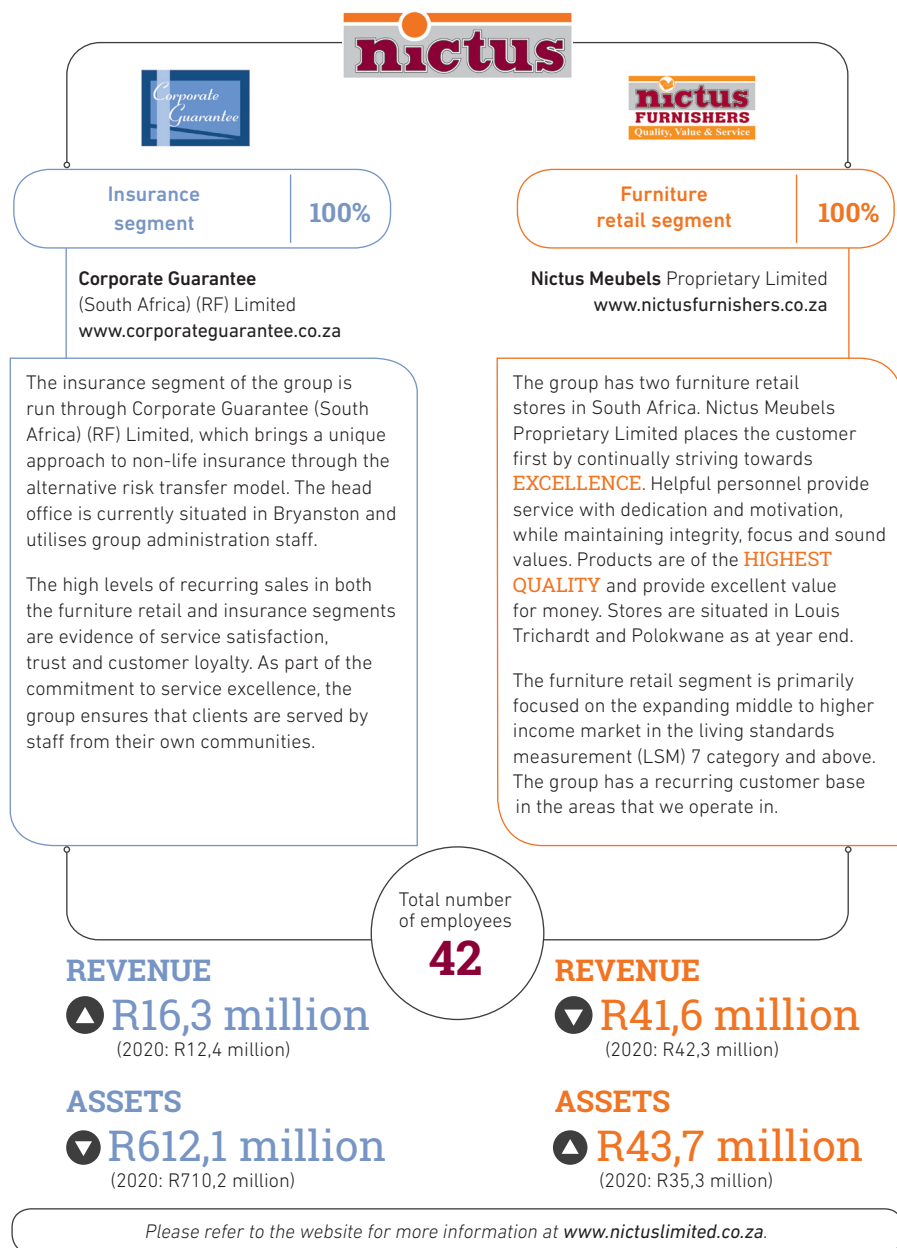 nictus
Corporate
Guarantee
nictus
FURNISHERS
Quality, Value & Service
Insurance
segment
100%
Furniture
retail segment
100%
Corporate Guarantee
(South Africa) (RF) Limited
www.corporateguarantee.co.za
Nictus Meubels Proprietary Limited
www.nictusfurnishers.co.za
The insurance segment of the group is
run through Corporate Guarantee (South
Africa) (RF) Limited, which brings a unique
approach to non-life insurance through the
alternative risk transfer model. The head
office is currently situated in Bryanston and
utilises group administration staff.
The high levels of recurring sales in both
the furniture retail and insurance segments
are evidence of service satisfaction,
trust and customer loyalty. As part of the
commitment to service excellence, the
group ensures that clients are served by
staff from their own communities.
The group has two furniture retail
stores in South Africa. Nictus Meubels
Proprietary Limited places the customer
first by continually striving towards
EXCELLENCE. Helpful personnel provide
service with dedication and motivation,
while maintaining integrity, focus and sound
values. Products are of the HIGHEST
QUALITY and provide excellent value
for money. Stores are situated in Louis
Trichardt and Polokwane as at year end.
The furniture retail segment is primarily
focused on the expanding middle to higher
income market in the living standards
measurement (LSM) 7 category and above.
The group has a recurring customer base
in the areas that we operate in.
Total number
of employees
42
REVENUE
R16,3 million
(2020: R12,4 million)
ASSETS
R612,1 million
(2020: R710,2 million)
REVENUE
R41,6 million
(2020: R42,3 million)
ASSETS
R43,7 million
(2020: R35,3 million)
Please refer to the website for more information at www.nictuslimited.co.za.